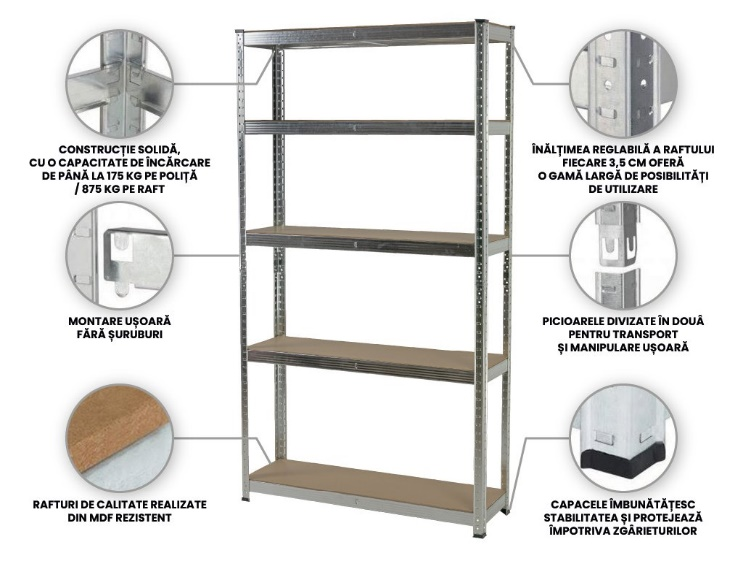 CONSTRUCȚIE SOLIDĂ,
CU O CAPACITATE DE ÎNCĂRCARE
DE PÂNĂ LA 175 KG PE POLIȚĂ
/ 875 KG PE RAFT
ÎNĂLȚIMEA REGLABILĂ A RAFTULUI
FIECARE 3,5 CM OFERĂ
O GAMĂ LARGĂ DE POSIBILITĂȚI
DE UTILIZARE
MONTARE UȘOARĂ
FĂRĂ ȘURUBURI
PICIOARELE DIVIZATE ÎN DOUĂ
PENTRU TRANSPORT
ȘI MANIPULARE UȘOARĂ
RAFTURI DE CALITATE REALIZATE
DIN MDF REZISTENT
CAPACELE ÎMBUNĂTĂȚESC
STABILITATEA ȘI PROTEJEAZĂ
ÎMPOTRIVA ZGÂRIETURILOR